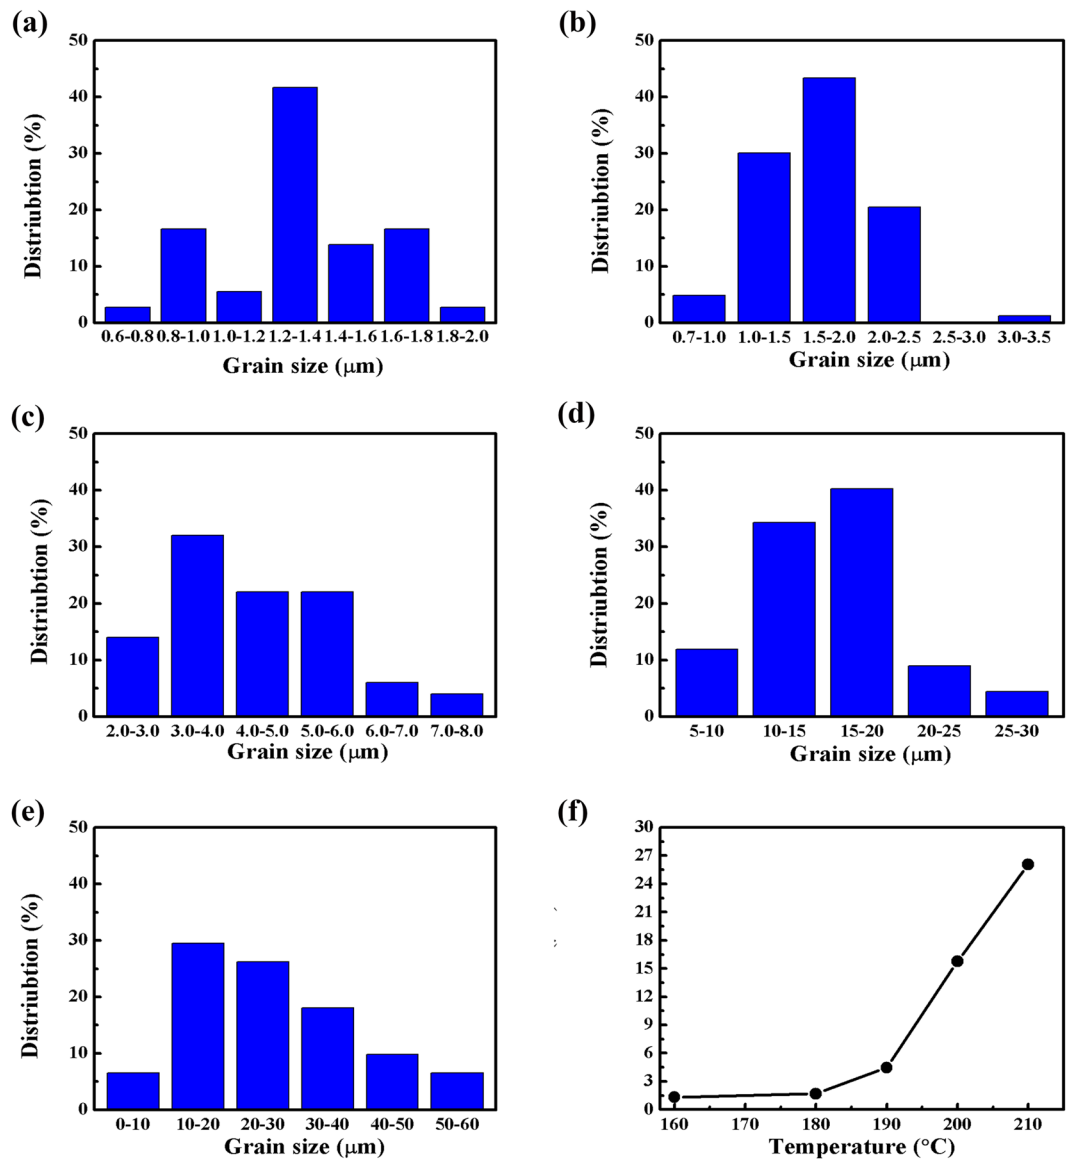 (a)
50
40
30
20
10
0
Distriubtion (%)
0.6-0.8 0.8-1.0 1.0-1.2 1.2-1.4 1.4-1.6 1.6-1.8 1.8-2.0
Grain size (μm)
(b)
50
40
30
20
10
0
Distriubtion (%)
0.7-1.0 1.0-1.5 1.5-2.0 2.0-2.5 2.5-3.0 3.0-3.5
Grain size (μm)
(c)
50
40
30
20
10
0
Distriubtion (%)
2.0-3.0 3.0-4.0 4.0-5.0 5.0-6.0 6.0-7.0 7.0-8.0
Grain size (μm)
(d)
50
40
30
20
10
0
Distriubtion (%)
5-10 10-15 15-20 20-25 25-30
Grain size (μm)
(e)
50
40
30
20
10
0
Distriubtion (%)
0-10 10-20 20-30 30-40 40-50 50-60
Grain size (μm)
(f)
30
27
24
21
18
15
12
9
6
3
0
160 170 180 190 200 210
Temperature (°C)